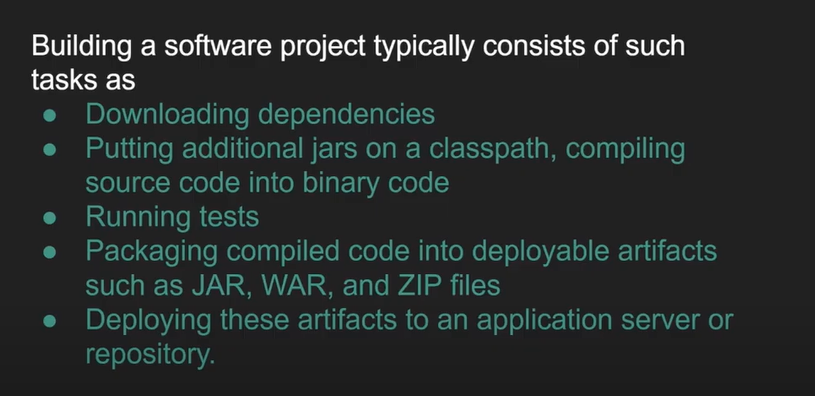 Building a software project typically consists of such
tasks as
● Downloading dependencies
● Putting additional jars on a classpath, compiling
source code into binary code
● Running tests
● Packaging compiled code into deployable artifacts
such as JAR, WAR, and ZIP files
● Deploying these artifacts to an application server or
repository.